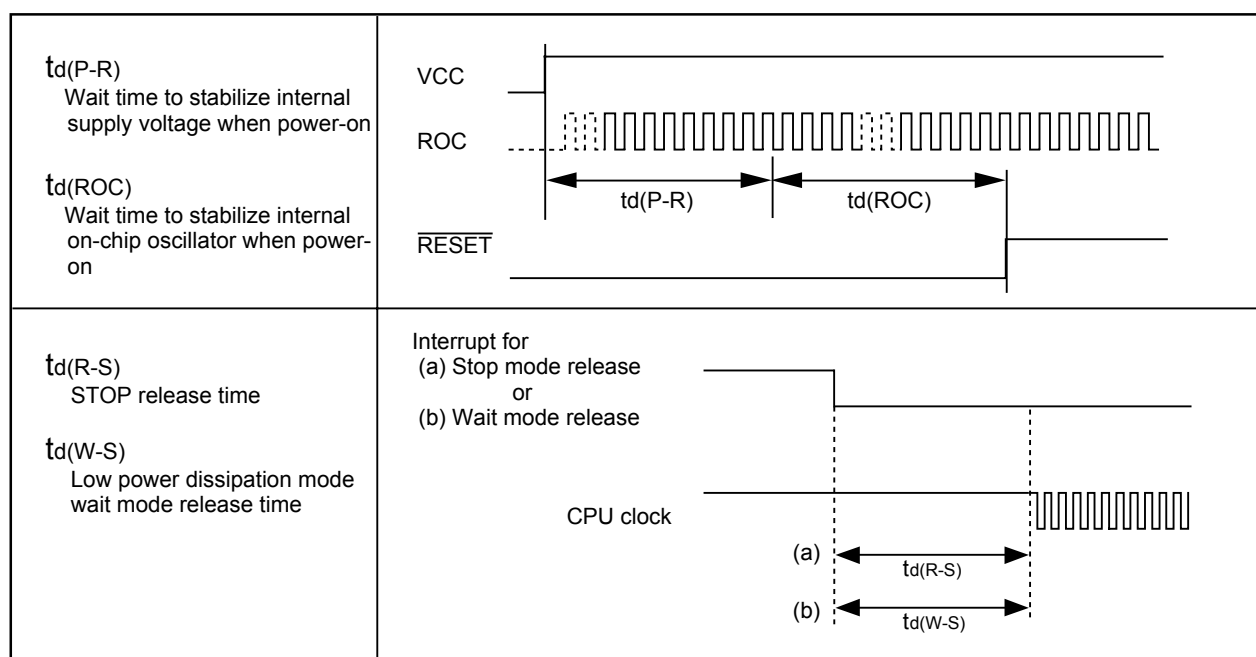 td(P-R)
Wait time to stabilize internal
supply voltage when power-on
td(ROC)
Wait time to stabilize internal
on-chip oscillator when power-
on
VCC
ROC
td(P-R)
td(ROC)
RESET
td(R-S)
STOP release time
td(W-S)
Low power dissipation mode
wait mode release time
Interrupt for
(a) Stop mode release
or
(b) Wait mode release
CPU clock
(a)
td(R-S)
(b)
td(W-S)